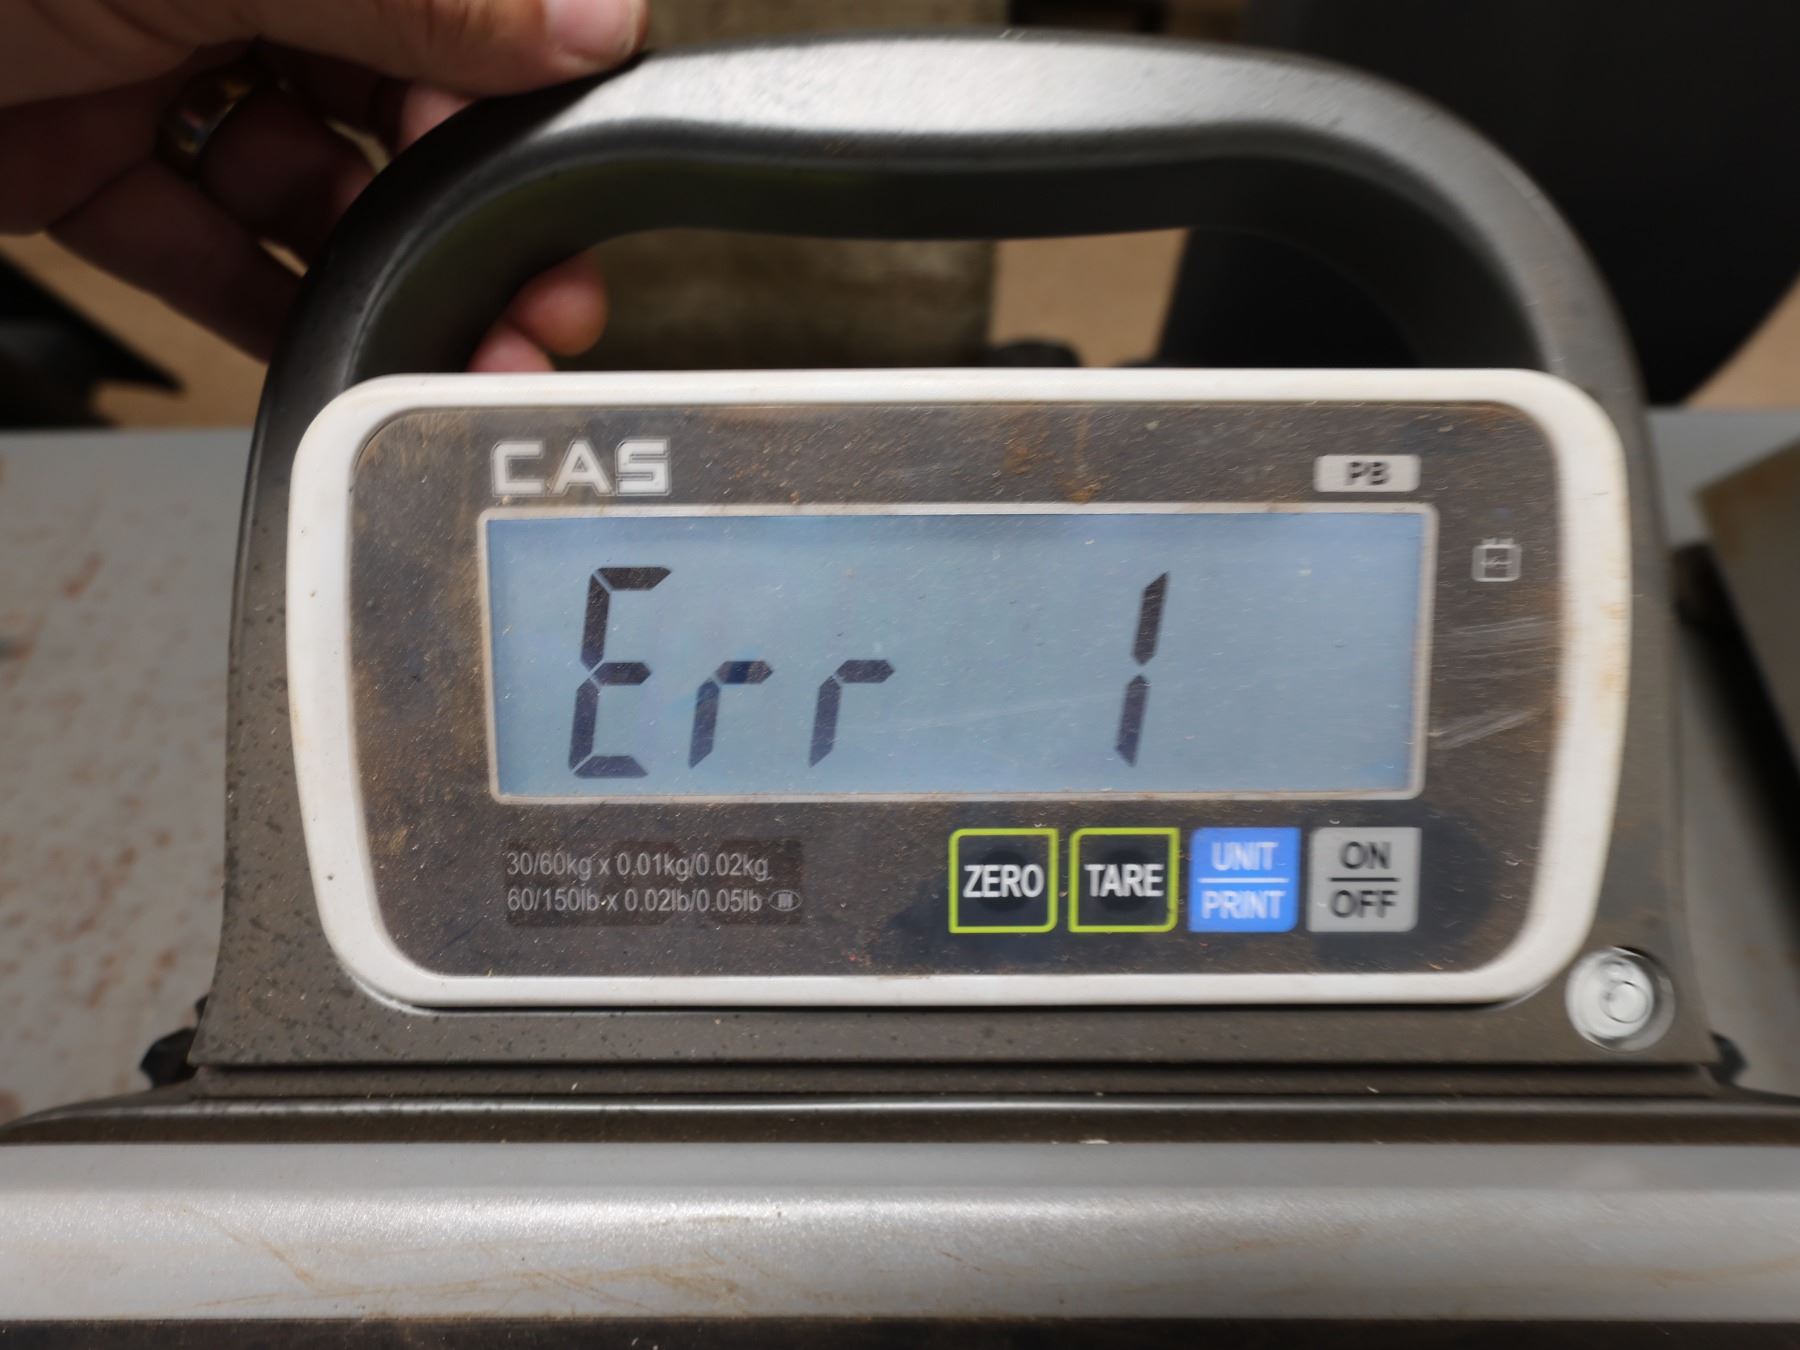 CAS
PB
Err 1
30/60kg x 0.01kg/0.02kg
60/150lb x 0.02lb/0.05lb
ZERO
TARE
UNIT
PRINT
ON
OFF